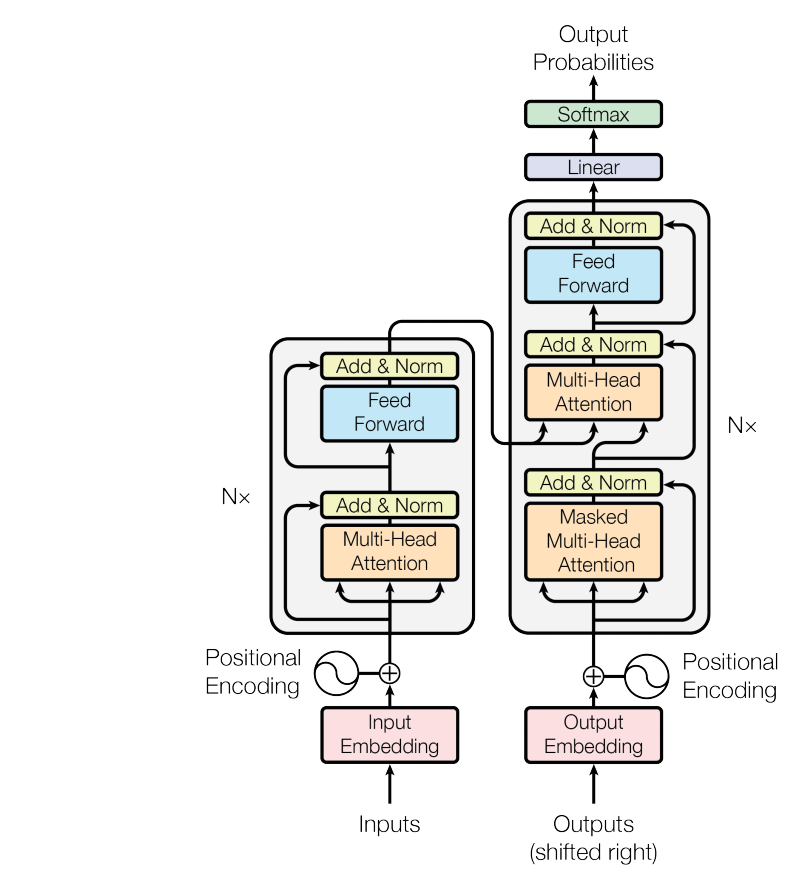 Output
Probabilities
Softmax
Linear
Add & Norm
Feed
Forward
Add & Norm
Multi-Head
Attention
Add & Norm
Masked
Multi-Head
Attention
N×
Add & Norm
Feed
Forward
Add & Norm
Multi-Head
Attention
N×
Positional
Encoding
Positional
Encoding
Input
Embedding
Output
Embedding
Inputs
Outputs
(shifted right)